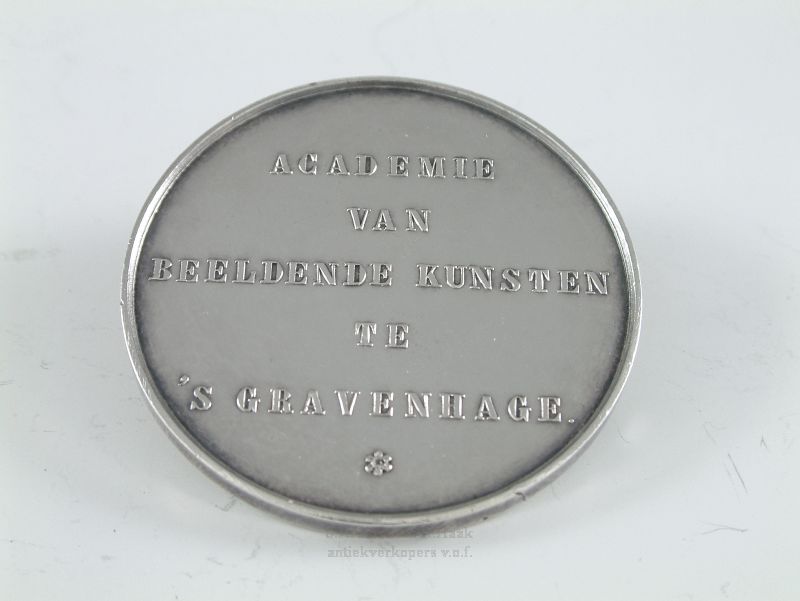 ACADEMIE
VAN
BEELDENDE KUNSTEN
TE
'S GRAVENHAGE.
antiekverkopers v.o.f.